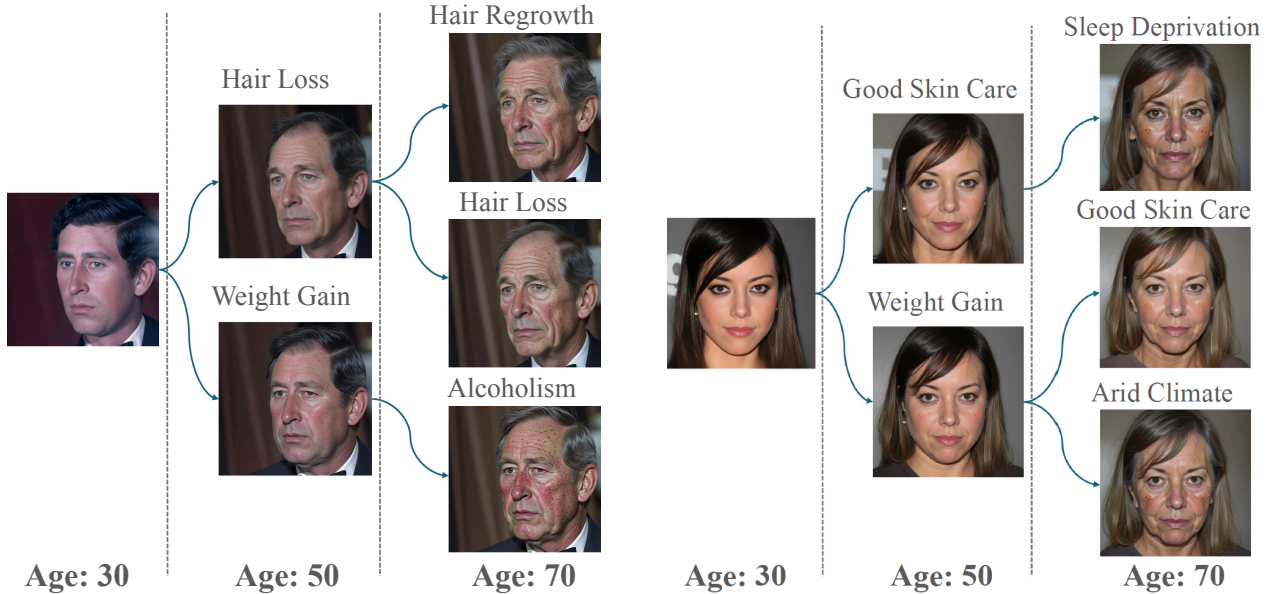 Hair Regrowth
Hair Loss
Hair Loss
Weight Gain
Alcoholism
Age: 30
Age: 50
Age: 70
Sleep Deprivation
Good Skin Care
Good Skin Care
Weight Gain
Arid Climate
Age: 30
Age: 50
Age: 70